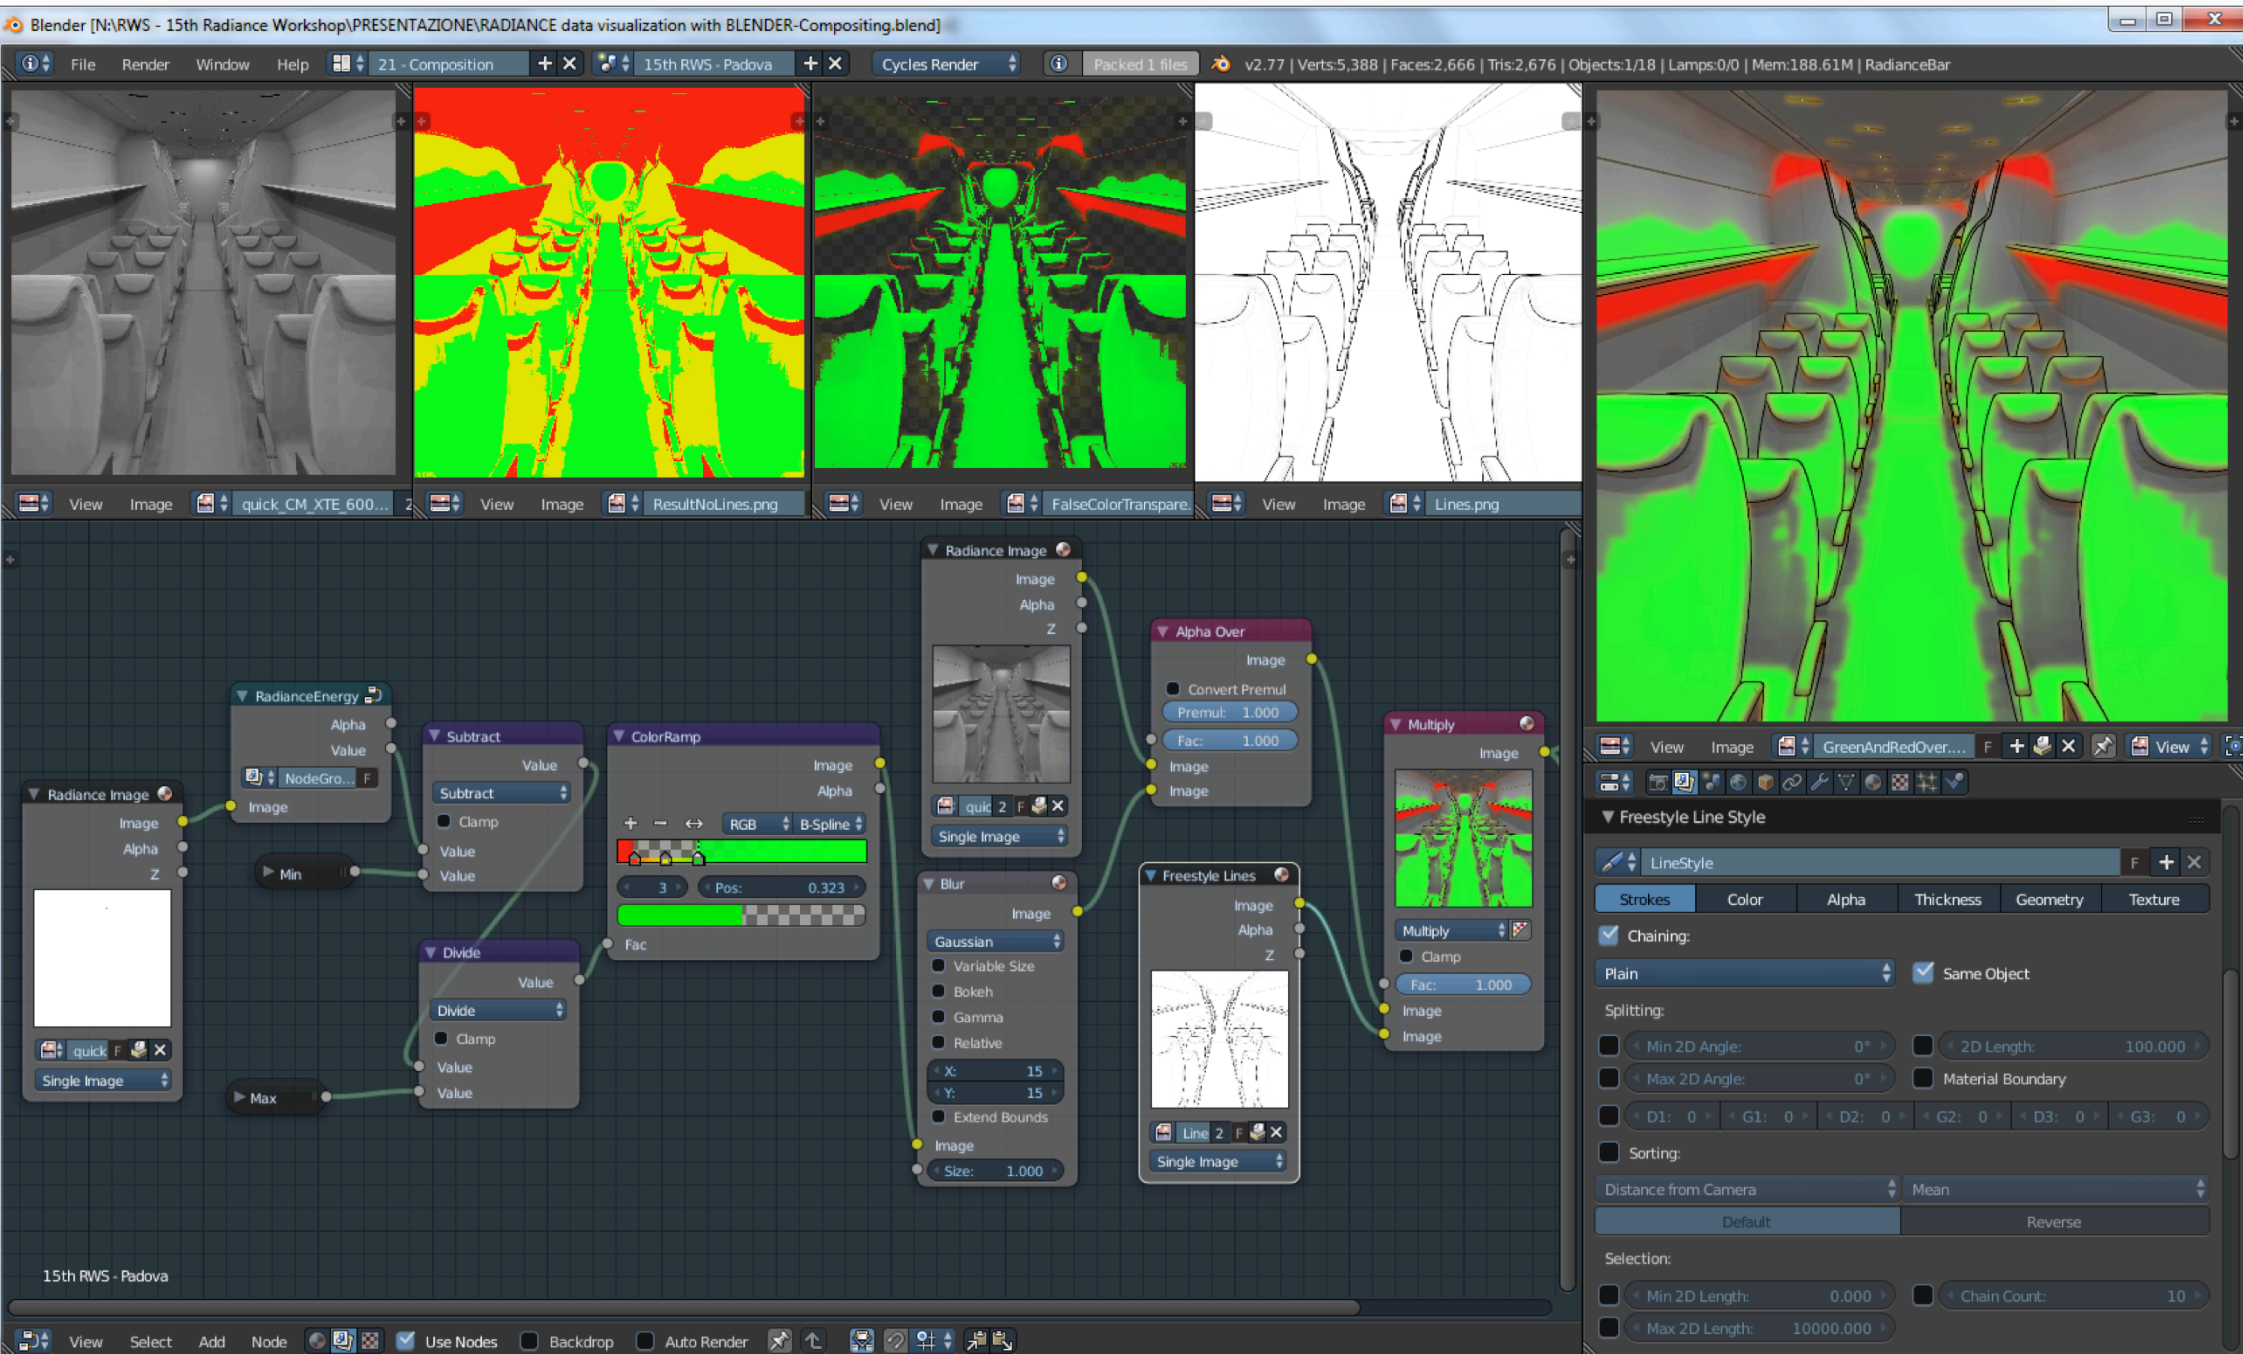 Blender [N:\RWS - 15th Radiance Workshop\PRESENTAZIONE\RADIANCE data visualization with BLENDER-Compositing.blend]
File Render Window Help 21 - Composition 15th RWS - Padova Cycles Render Packed 1 files v2.77 | Verts:5,388 | Faces:2,666 | Tris:2,676 | Objects:1/18 | Lamps:0/0 | Mem:188.61M | RadianceBar
View Image quick_CM_XTE_600... 2
View Image ResultNoLines.png
View Image FalseColorTranspare.
View Image Lines.png
View Image GreenAndRedOver.... F View
Radiance Image
Image
Alpha
Z
quick F
Single Image
RadianceEnergy
Alpha
Value
NodeGro... F
Image
Min
Max
Subtract
Value
Subtract
Clamp
Value
Value
Divide
Value
Divide
Clamp
Value
Value
ColorRamp
Image
Alpha
RGB B-Spline
3 Pos: 0.323
Fac
Radiance Image
Image
Alpha
Z
quic 2 F
Single Image
Blur
Image
Gaussian
Variable Size
Bokeh
Gamma
Relative
X: 15
Y: 15
Extend Bounds
Image
Size: 1.000
Alpha Over
Image
Convert Premul
Premul: 1.000
Fac: 1.000
Image
Image
Freestyle Lines
Image
Alpha
Z
Line 2 F
Single Image
Multiply
Image
Multiply
Clamp
Fac: 1.000
Image
Image
15th RWS - Padova
View Select Add Node Use Nodes Backdrop Auto Render
Freestyle Line Style
LineStyle F
Strokes Color Alpha Thickness Geometry Texture
Chaining:
Plain Same Object
Splitting:
Min 2D Angle: 0° 2D Length: 100.000
Max 2D Angle: 0° Material Boundary
D1: 0 G1: 0 D2: 0 G2: 0 D3: 0 G3: 0
Sorting:
Distance from Camera Mean
Default Reverse
Selection:
Min 2D Length: 0.000 Chain Count: 10
Max 2D Length: 10000.000